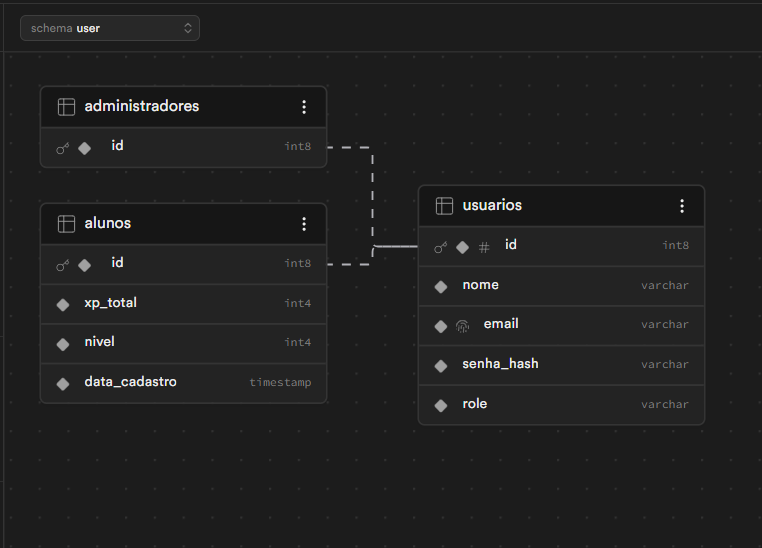 schema user
administradores
id int8
alunos
id int8
xp_total int4
nivel int4
data_cadastro timestamp
usuarios
# id int8
nome varchar
email varchar
senha_hash varchar
role varchar